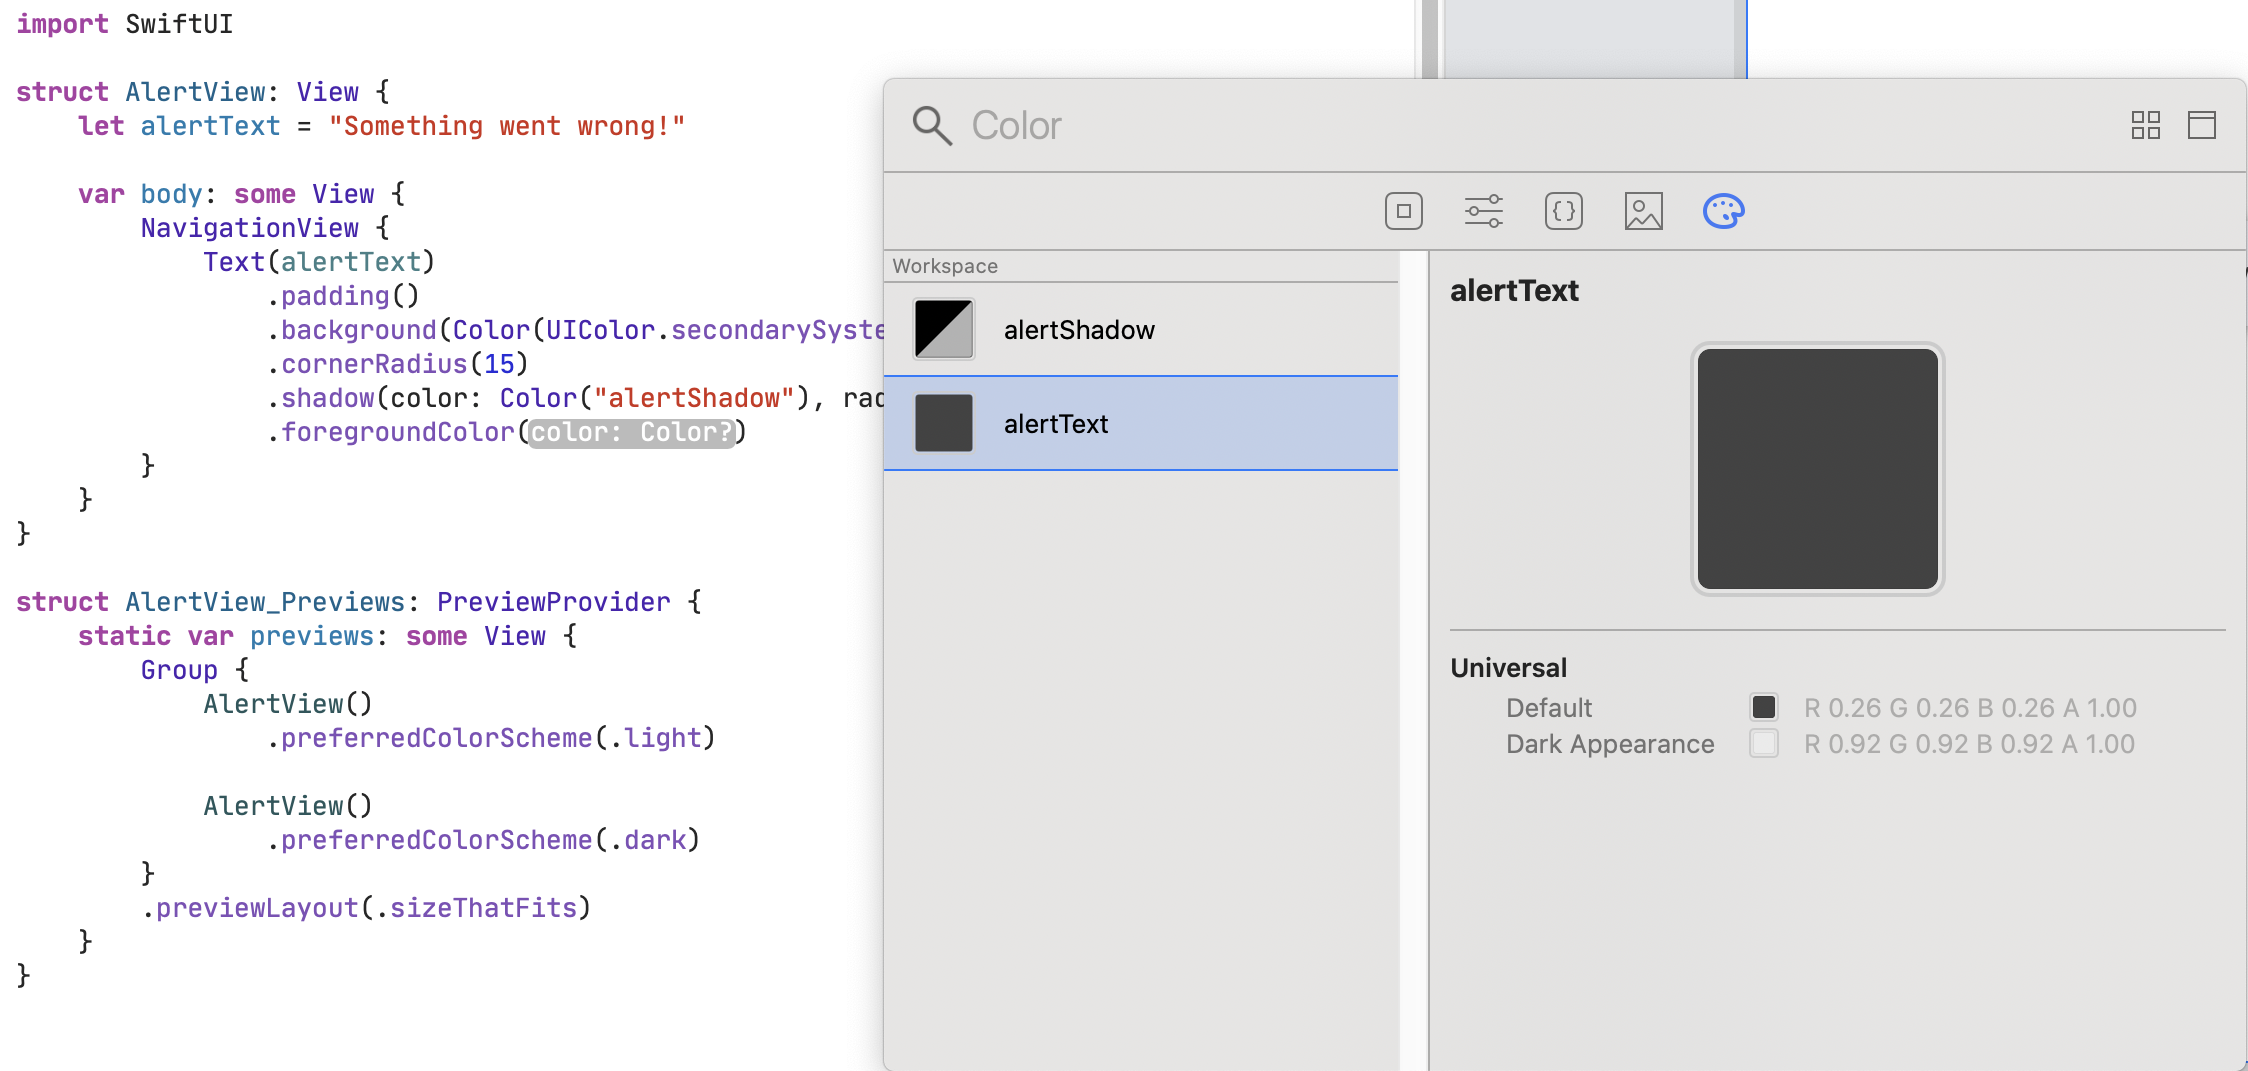 import SwiftUI
struct AlertView: View {
let alertText = "Something went wrong!"
var body: some View {
NavigationView {
Text(alertText)
.padding()
.background(Color(UIColor.secondarySyste
.cornerRadius(15)
.shadow(color: Color("alertShadow"), rad
.foregroundColor(color: Color?)
}
}
}
struct AlertView_Previews: PreviewProvider {
static var previews: some View {
Group {
AlertView()
.preferredColorScheme(.light)
AlertView()
.preferredColorScheme(.dark)
}
.previewLayout(.sizeThatFits)
}
}
Color
Workspace
alertShadow
alertText
alertText
Universal
Default R 0.26 G 0.26 B 0.26 A 1.00
Dark Appearance R 0.92 G 0.92 B 0.92 A 1.00